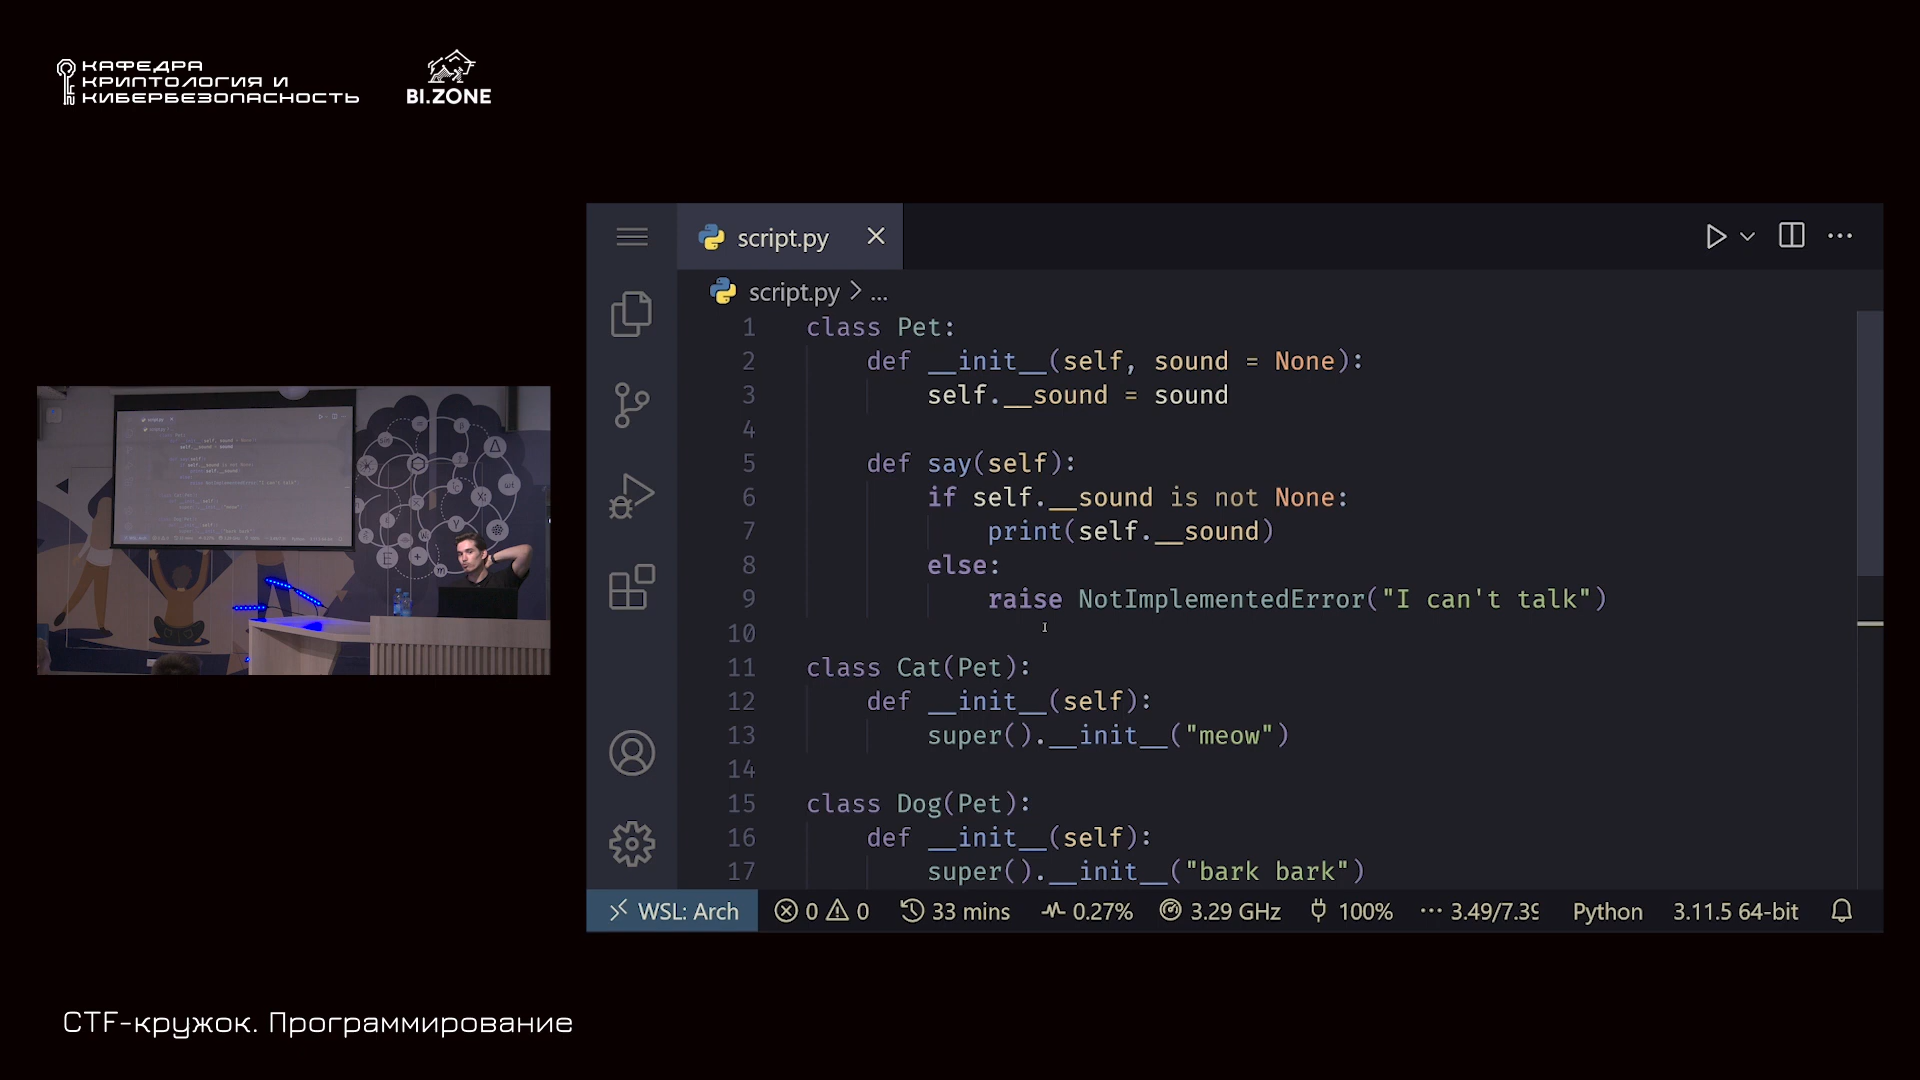 КАФЕДРА
КРИПТОЛОГИЯ И
КИБЕРБЕЗОПАСНОСТЬ
BI.ZONE
script.py
script.py > ...
1 class Pet:
2 def __init__(self, sound = None):
3 self.__sound = sound
4
5 def say(self):
6 if self.__sound is not None:
7 print(self.__sound)
8 else:
9 raise NotImplementedError("I can't talk")
10
11 class Cat(Pet):
12 def __init__(self):
13 super().__init__("meow")
14
15 class Dog(Pet):
16 def __init__(self):
17 super().__init__("bark bark")
WSL: Arch 0 0 33 mins 0.27% 3.29 GHz 100% ··· 3.49/7.39 Python 3.11.5 64-bit
CTF-кружок. Программирование